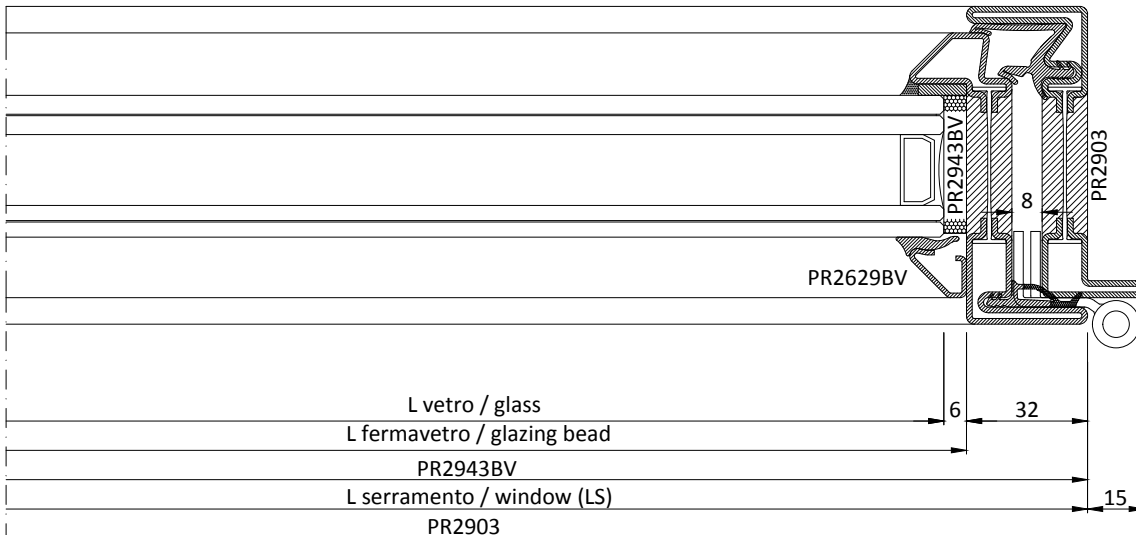 PR2943BV
PR2903
8
PR2629BV
L vetro / glass
6
32
L fermavetro / glazing bead
PR2943BV
L serramento / window (LS)
15
PR2903